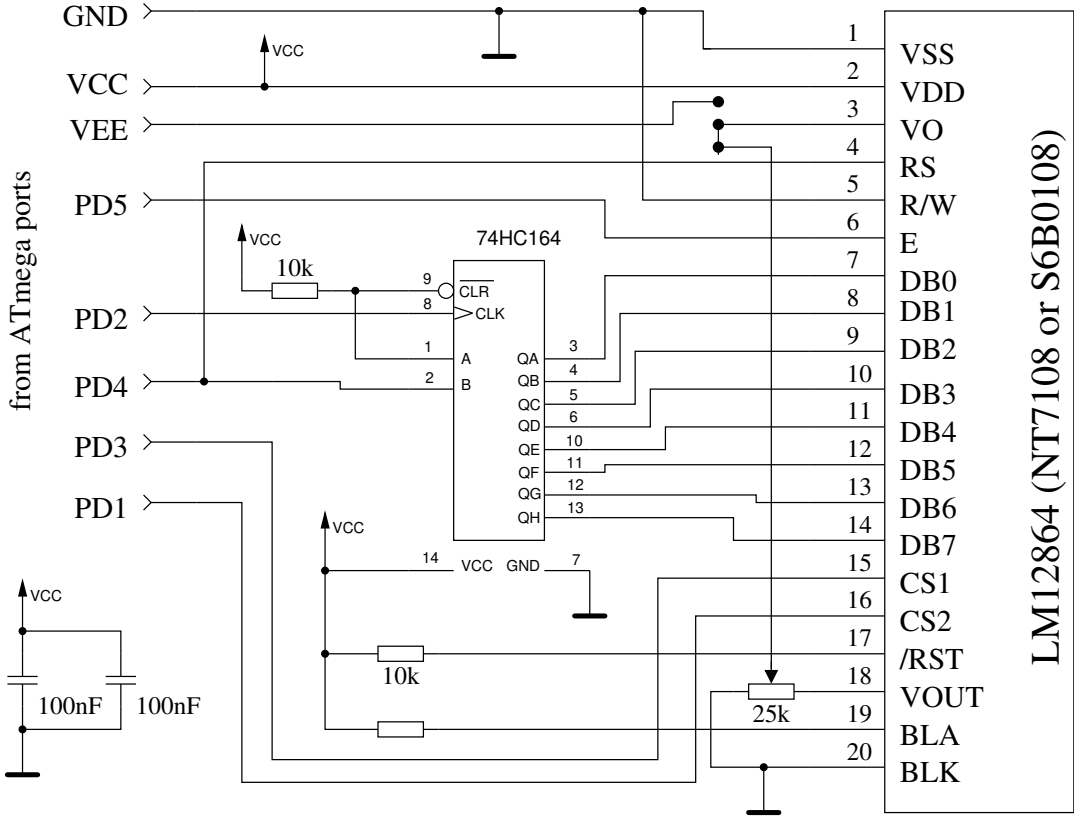 GND
VCC
VCC
VEE
PD5
PD2
PD4
PD3
PD1
from ATmega ports
VCC
10k
74HC164
9 CLR
8 CLK
1 A
2 B
QA 3
QB 4
QC 5
QD 6
QE 10
QF 11
QG 12
QH 13
14 VCC GND 7
VCC
10k
VCC
100nF 100nF
25k
1 VSS
2 VDD
3 VO
4 RS
5 R/W
6 E
7 DB0
8 DB1
9 DB2
10 DB3
11 DB4
12 DB5
13 DB6
14 DB7
15 CS1
16 CS2
17 /RST
18 VOUT
19 BLA
20 BLK
LM12864 (NT7108 or S6B0108)